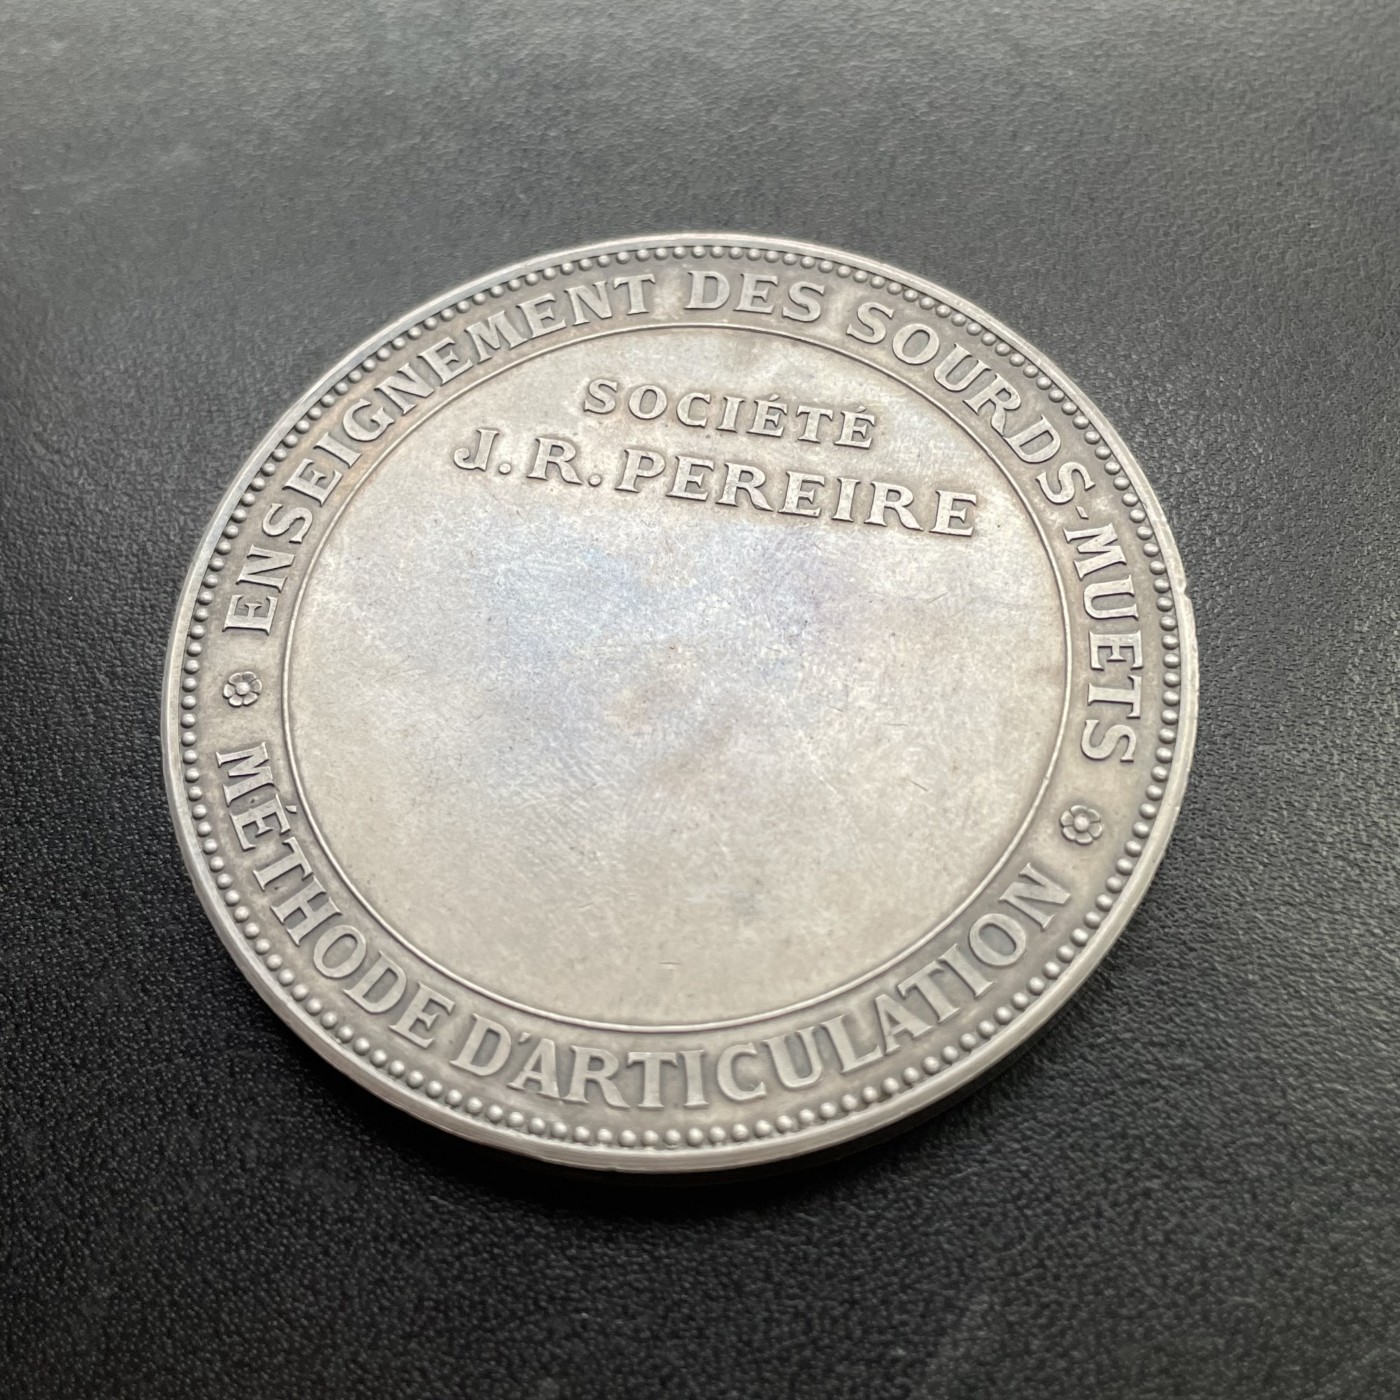 ENSEIGNEMENT DES SOURDS-MUETS
SOCIÉTÉ
J. R. PEREIRE
MÉTHODE D'ARTICULATION